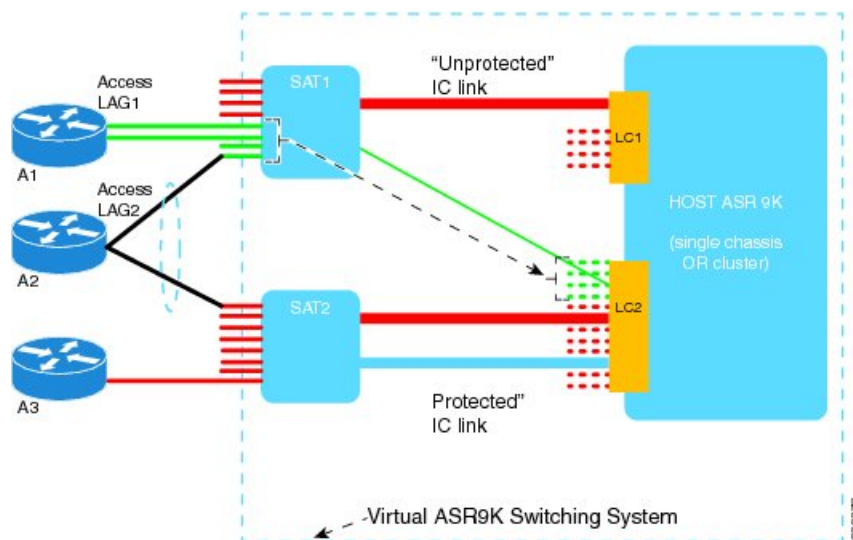 Access
LAG1
A1
Access
LAG2
A2
A3
SAT1
"Unprotected"
IC link
LC1
HOST ASR 9K
(single chassis
OR cluster)
SAT2
LC2
Protected"
IC link
Virtual ASR9K Switching System